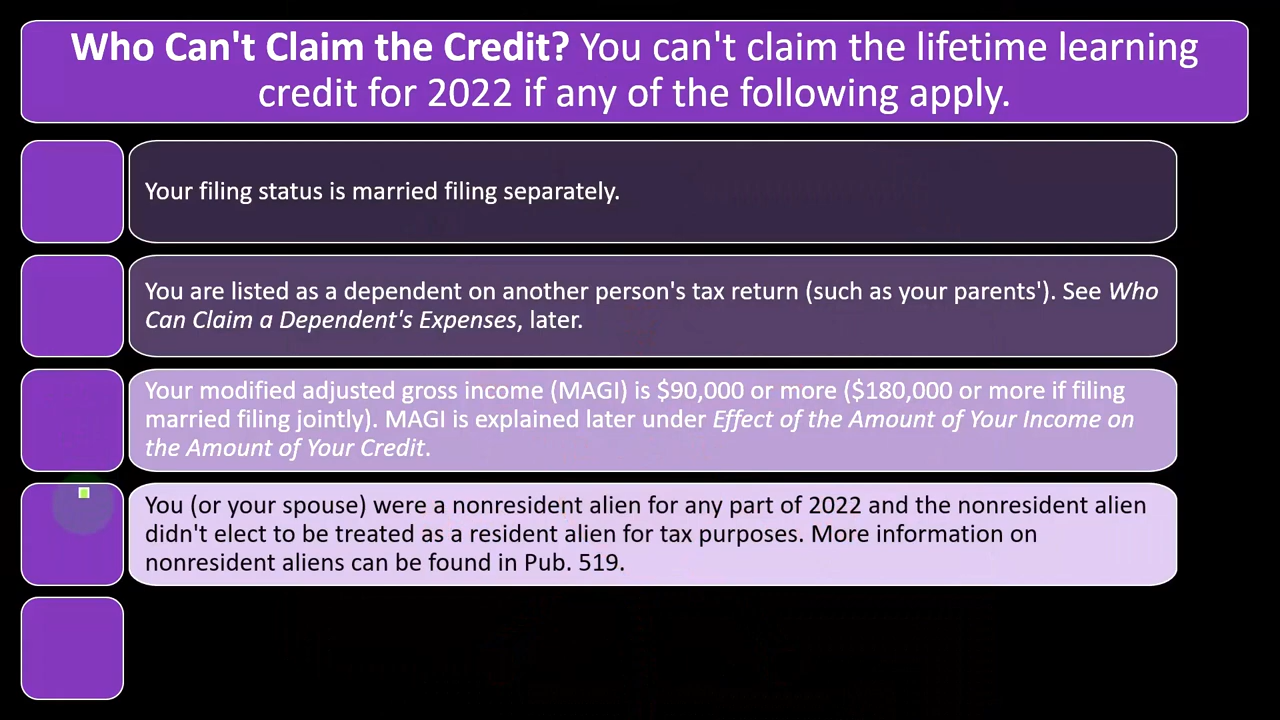 Who Can't Claim the Credit? You can't claim the lifetime learning
credit for 2022 if any of the following apply.
Your filing status is married filing separately.
You are listed as a dependent on another person's tax return (such as your parents'). See Who
Can Claim a Dependent's Expenses, later.
Your modified adjusted gross income (MAGI) is $90,000 or more ($180,000 or more if filing
married filing jointly). MAGI is explained later under Effect of the Amount of Your Income on
the Amount of Your Credit.
You (or your spouse) were a nonresident alien for any part of 2022 and the nonresident alien
didn't elect to be treated as a resident alien for tax purposes. More information on
nonresident aliens can be found in Pub. 519.